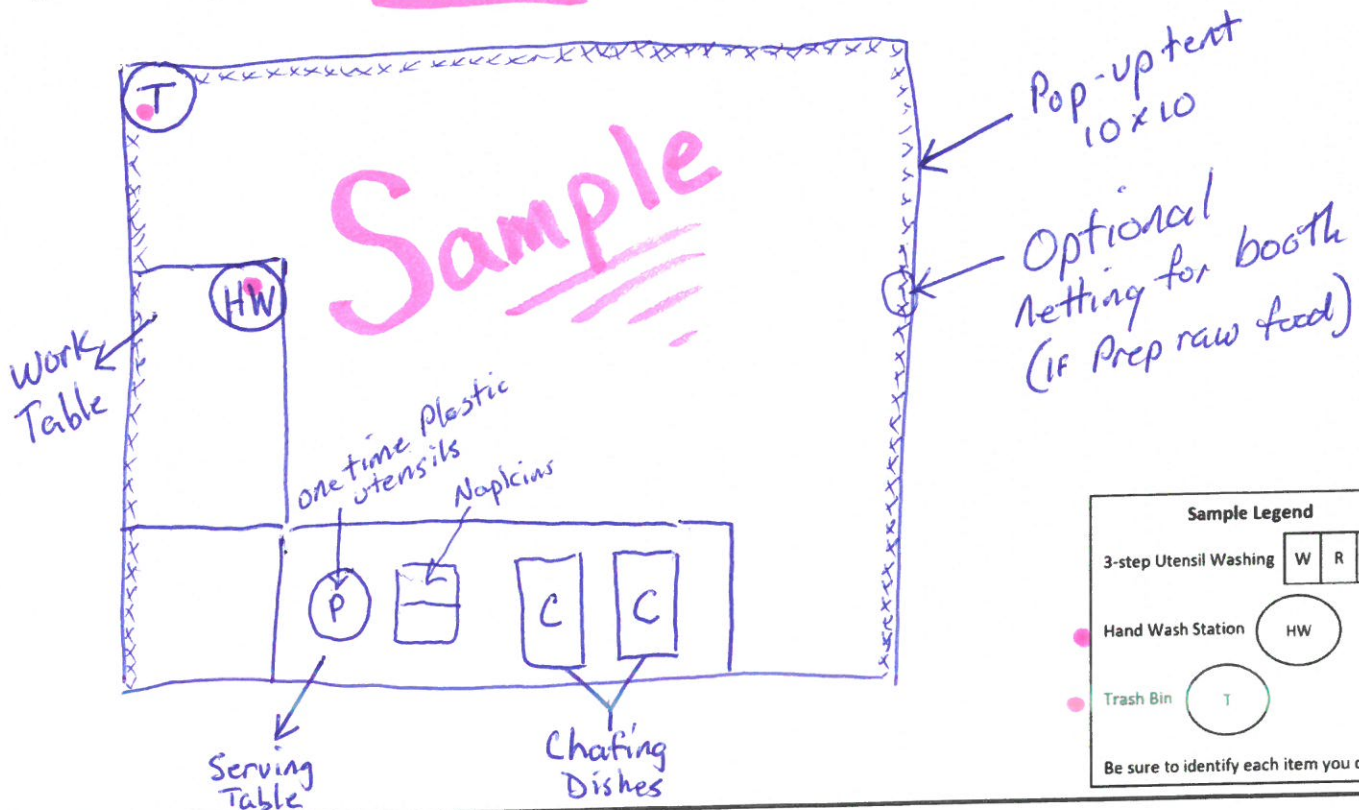 T
Sample
Pop-up tent
10 x 10
Optional
netting for booth
(IF Prep raw food)
HW
Work
Table
one time Plastic
utensils
Napkins
P
C
C
Serving
Table
Chafing
Dishes
Sample Legend
3-step Utensil Washing W R
Hand Wash Station HW
Trash Bin T
Be sure to identify each item you